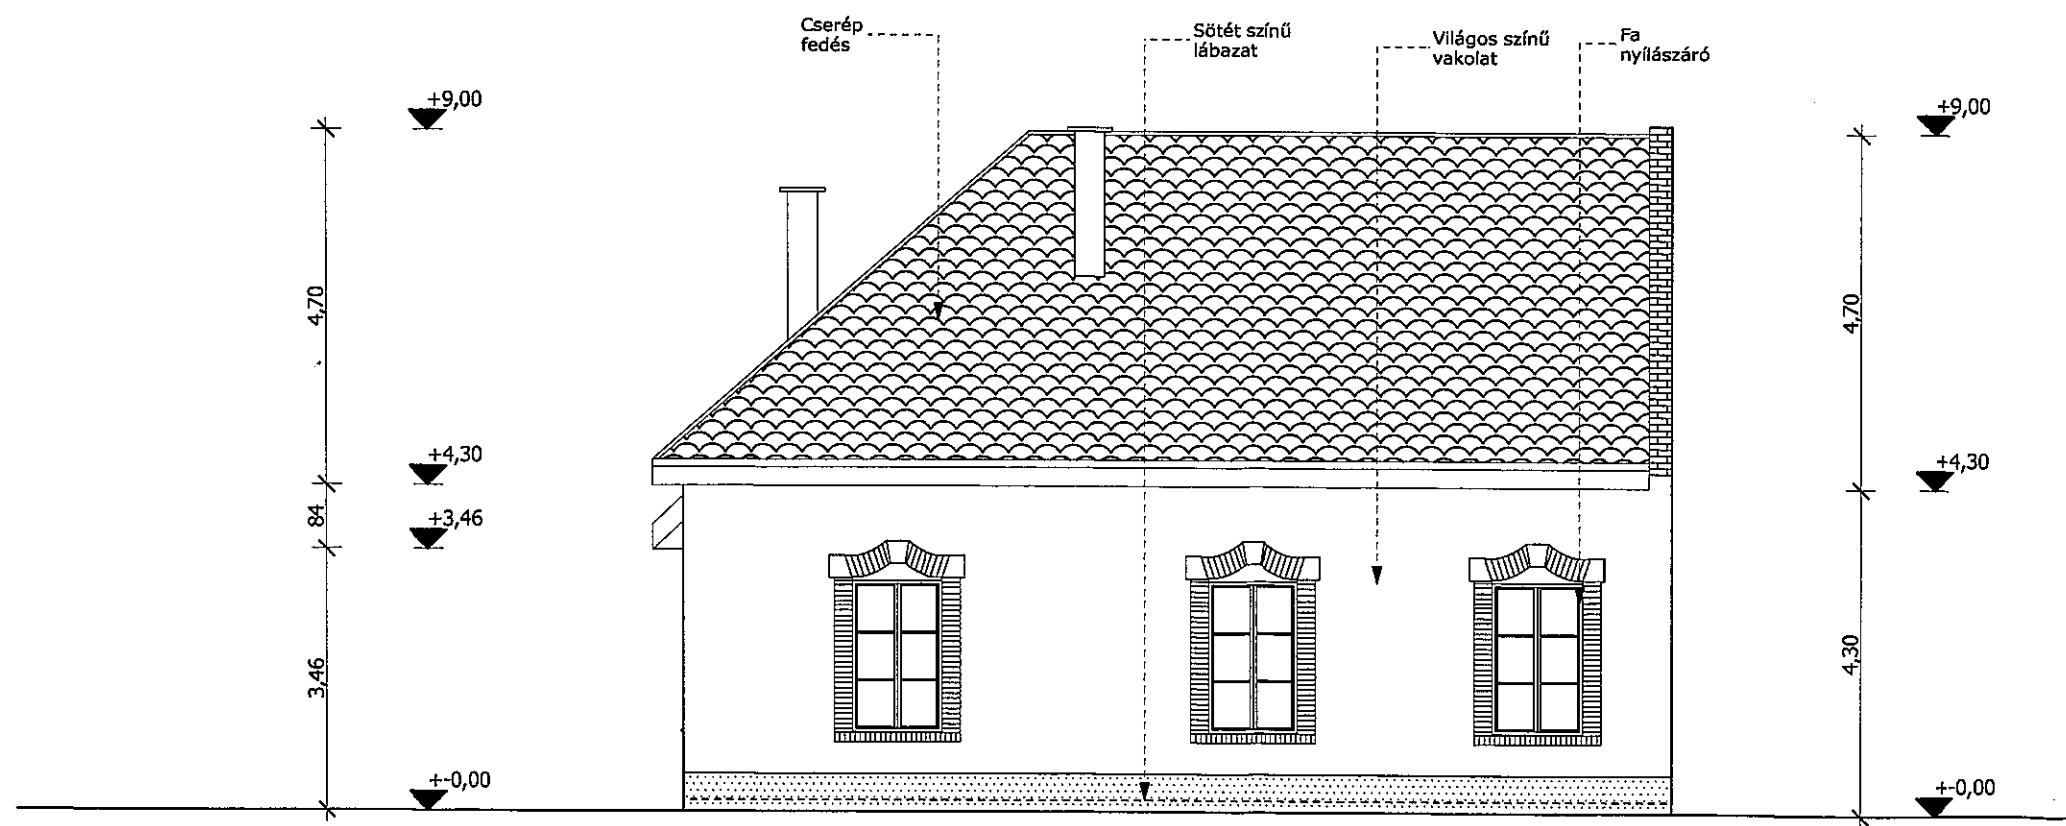 Cserép
fedés
Sötét színű
lábazat
Világos színű
vakolat
Fa
nyílászáró
+9,00
+9,00
4,70
4,70
+4,30
+4,30
84
+3,46
3,46
4,30
+-0,00
+-0,00